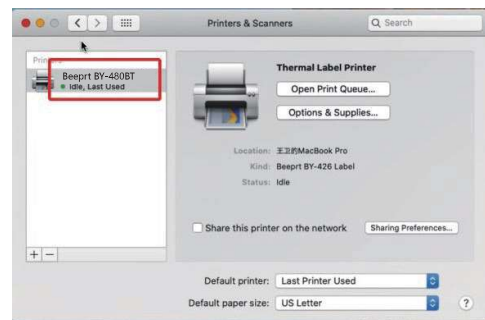 Printers & Scanners
Search
Printers
Beeprt BY-480BT
Idle, Last Used
Thermal Label Printer
Open Print Queue...
Options & Supplies...
Location: 王卫的MacBook Pro
Kind: Beeprt BY-426 Label
Status: Idle
Share this printer on the network
Sharing Preferences...
+ −
Default printer: Last Printer Used
Default paper size: US Letter
?